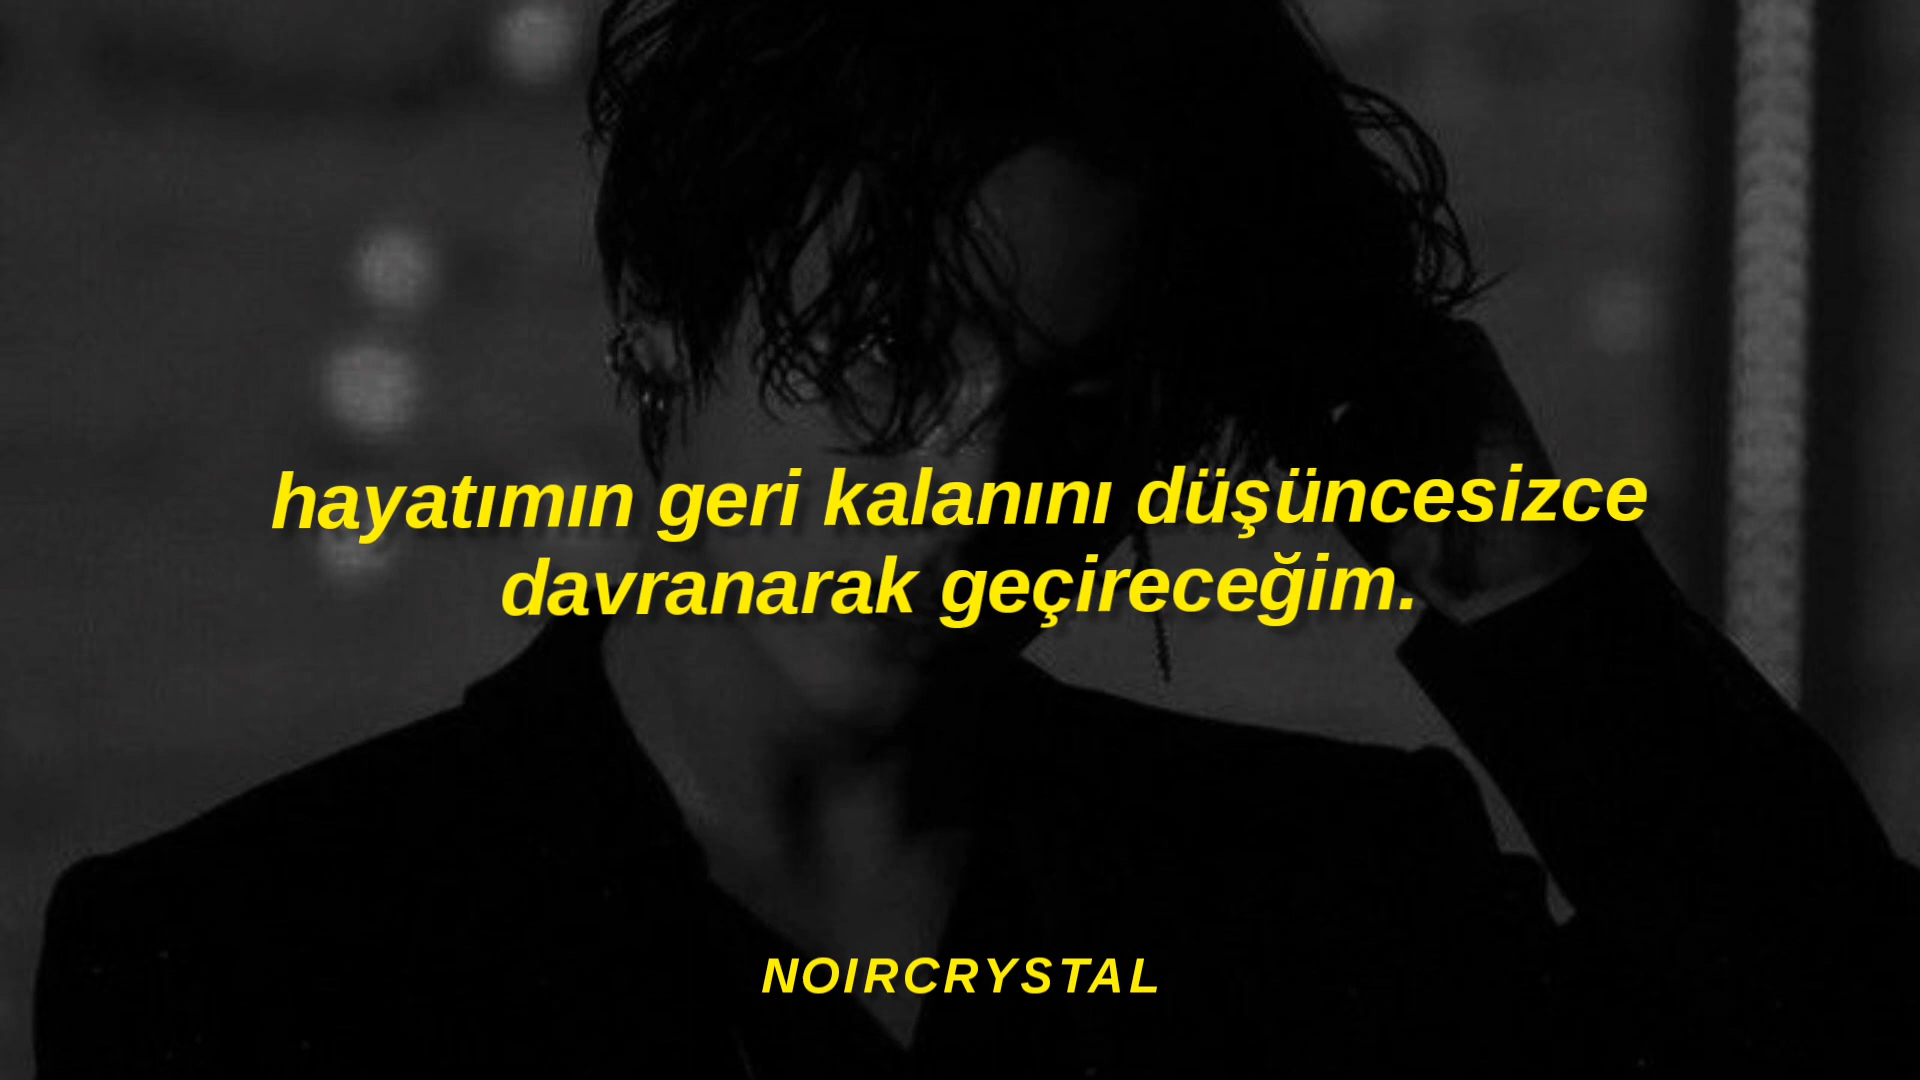 hayatımın geri kalanını düşüncesizce
davranarak geçireceğim.
NOIRCRYSTAL